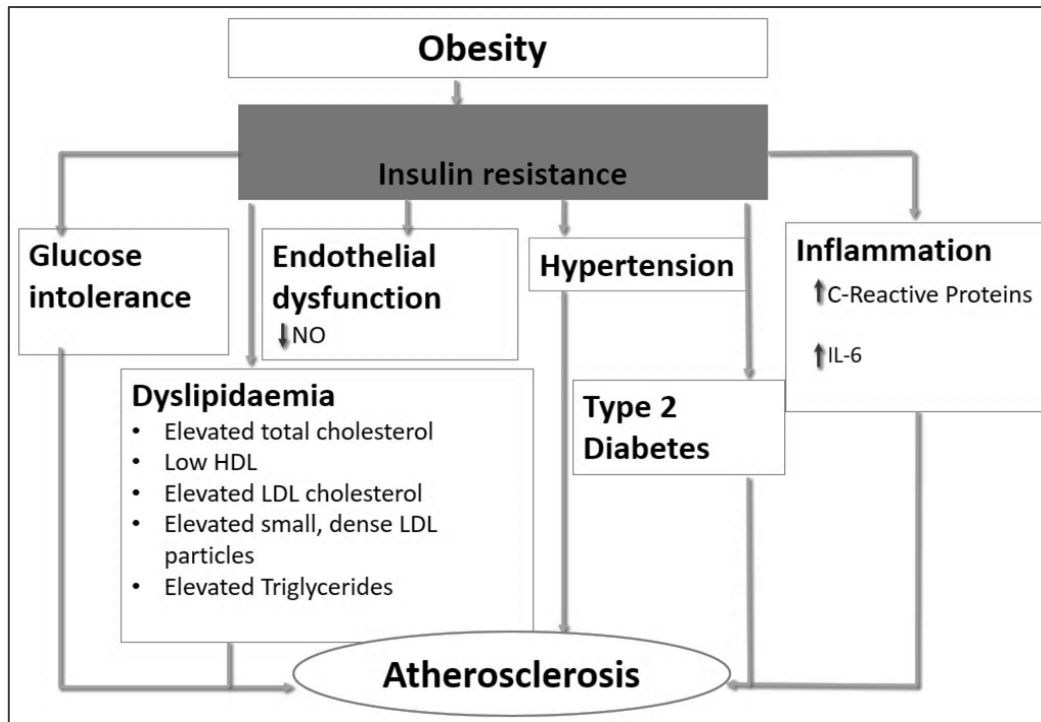 Obesity
Insulin resistance
Glucose
intolerance
Endothelial
dysfunction
NO
Hypertension
Inflammation
C-Reactive Proteins
IL-6
Dyslipidaemia
• Elevated total cholesterol
• Low HDL
• Elevated LDL cholesterol
• Elevated small, dense LDL
particles
• Elevated Triglycerides
Type 2
Diabetes
Atherosclerosis